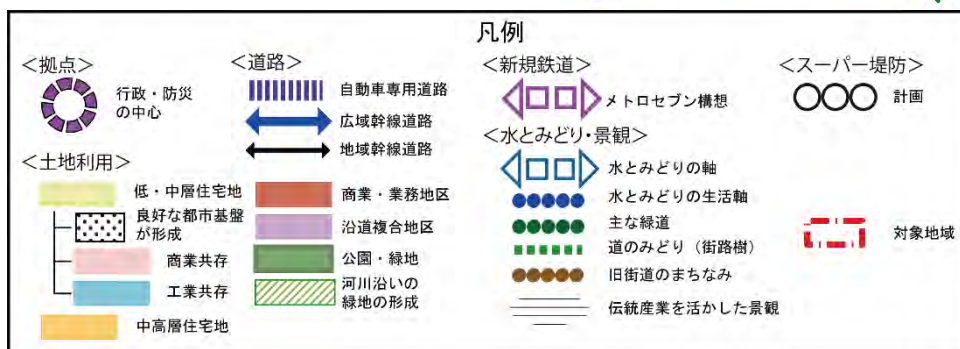 凡例
＜拠点＞
行政・防災
の中心
＜土地利用＞
低・中層住宅地
良好な都市基盤
が形成
商業共存
工業共存
中高層住宅地
＜道路＞
自動車専用道路
広域幹線道路
地域幹線道路
商業・業務地区
沿道複合地区
公園・緑地
河川沿いの
緑地の形成
＜新規鉄道＞
メトロセブン構想
＜水とみどり・景観＞
水とみどりの軸
水とみどりの生活軸
主な緑道
道のみどり（街路樹）
旧街道のまちなみ
伝統産業を活かした景観
＜スーパー堤防＞
計画
対象地域